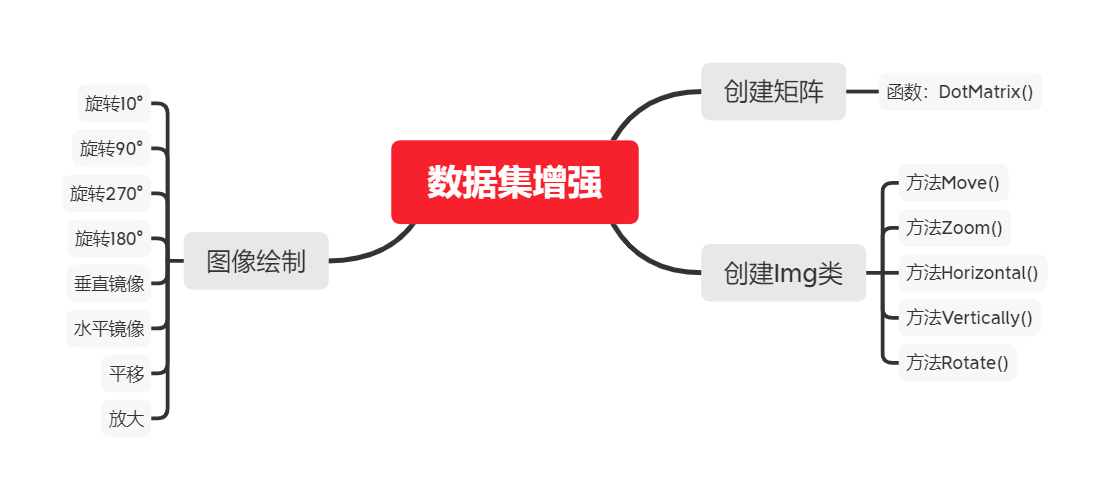 数据集增强
创建矩阵
函数：DotMatrix()
创建Img类
方法Move()
方法Zoom()
方法Horizontal()
方法Vertically()
方法Rotate()
图像绘制
旋转10°
旋转90°
旋转270°
旋转180°
垂直镜像
水平镜像
平移
放大